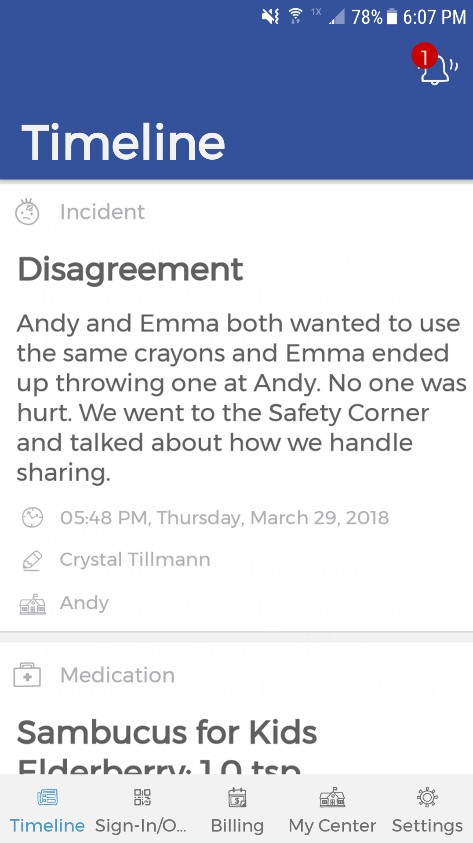 1X 78% 6:07 PM
1
Timeline
Incident
Disagreement
Andy and Emma both wanted to use
the same crayons and Emma ended
up throwing one at Andy. No one was
hurt. We went to the Safety Corner
and talked about how we handle
sharing.
05:48 PM, Thursday, March 29, 2018
Crystal Tillmann
Andy
Medication
Sambucus for Kids
Elderberry: 1.0 tsp
Timeline Sign-In/O... Billing My Center Settings